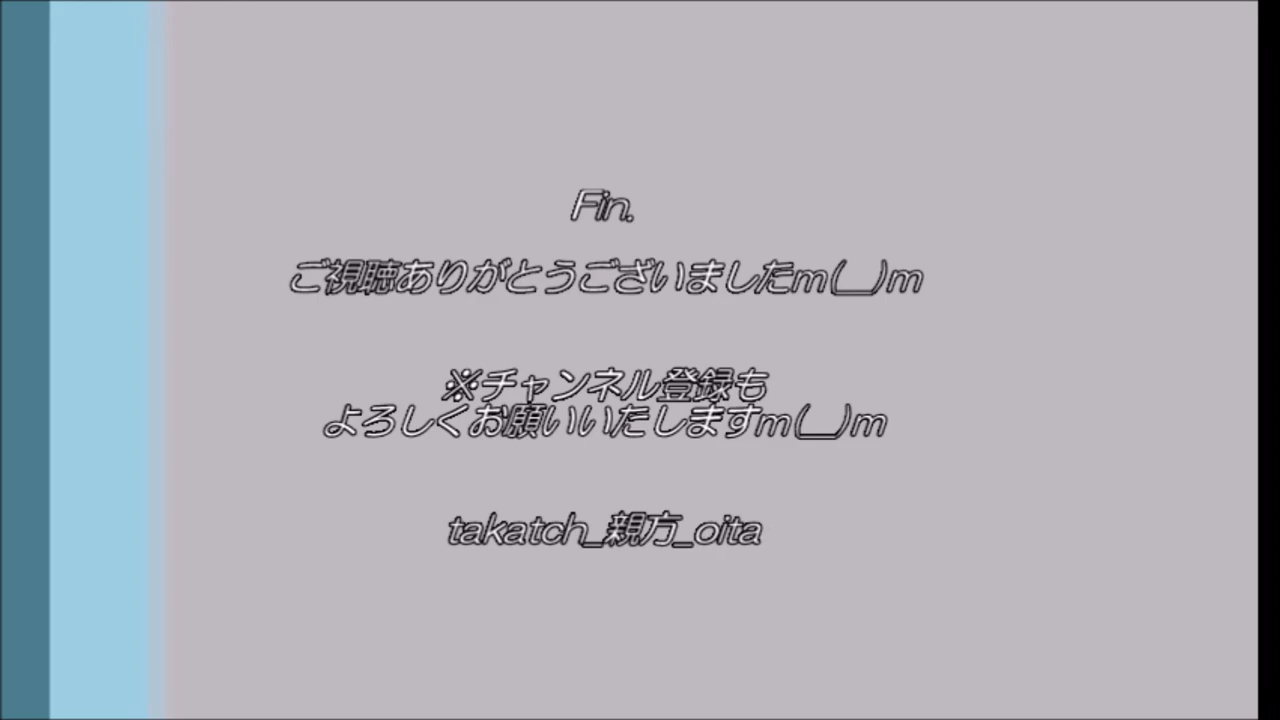 Fin.
ご視聴ありがとうございましたm(__)m
※チャンネル登録も
よろしくお願いいたしますm(__)m
takatch_親方_oita